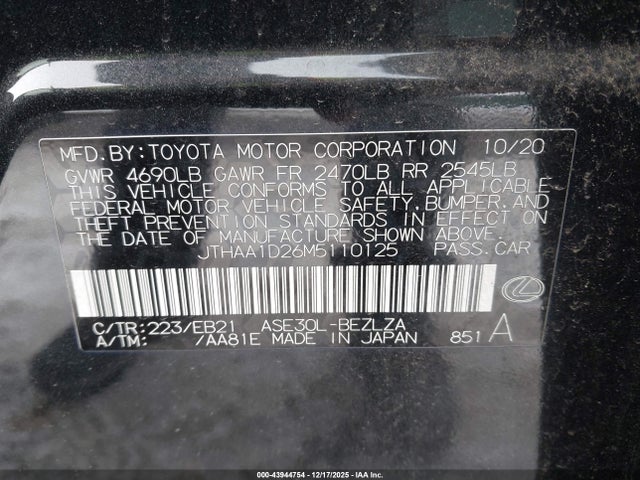 MFD.BY:TOYOTA MOTOR CORPORATION 10/20
GVWR 4690LB GAWR FR 2470LB RR 2545LB
THIS VEHICLE CONFORMS TO ALL APPLICABLE
FEDERAL MOTOR VEHICLE SAFETY,BUMPER,AND
THEFT PREVENTION STANDARDS IN EFFECT ON
THE DATE OF MANUFACTURE SHOWN ABOVE.
JTHAA1D26M5110125 PASS.CAR
C/TR:223/EB21 ASE30L-BEZLZA
A/TM: /AA81E MADE IN JAPAN 851 A
000-43944754 | 12/17/2025 - IAA Inc.